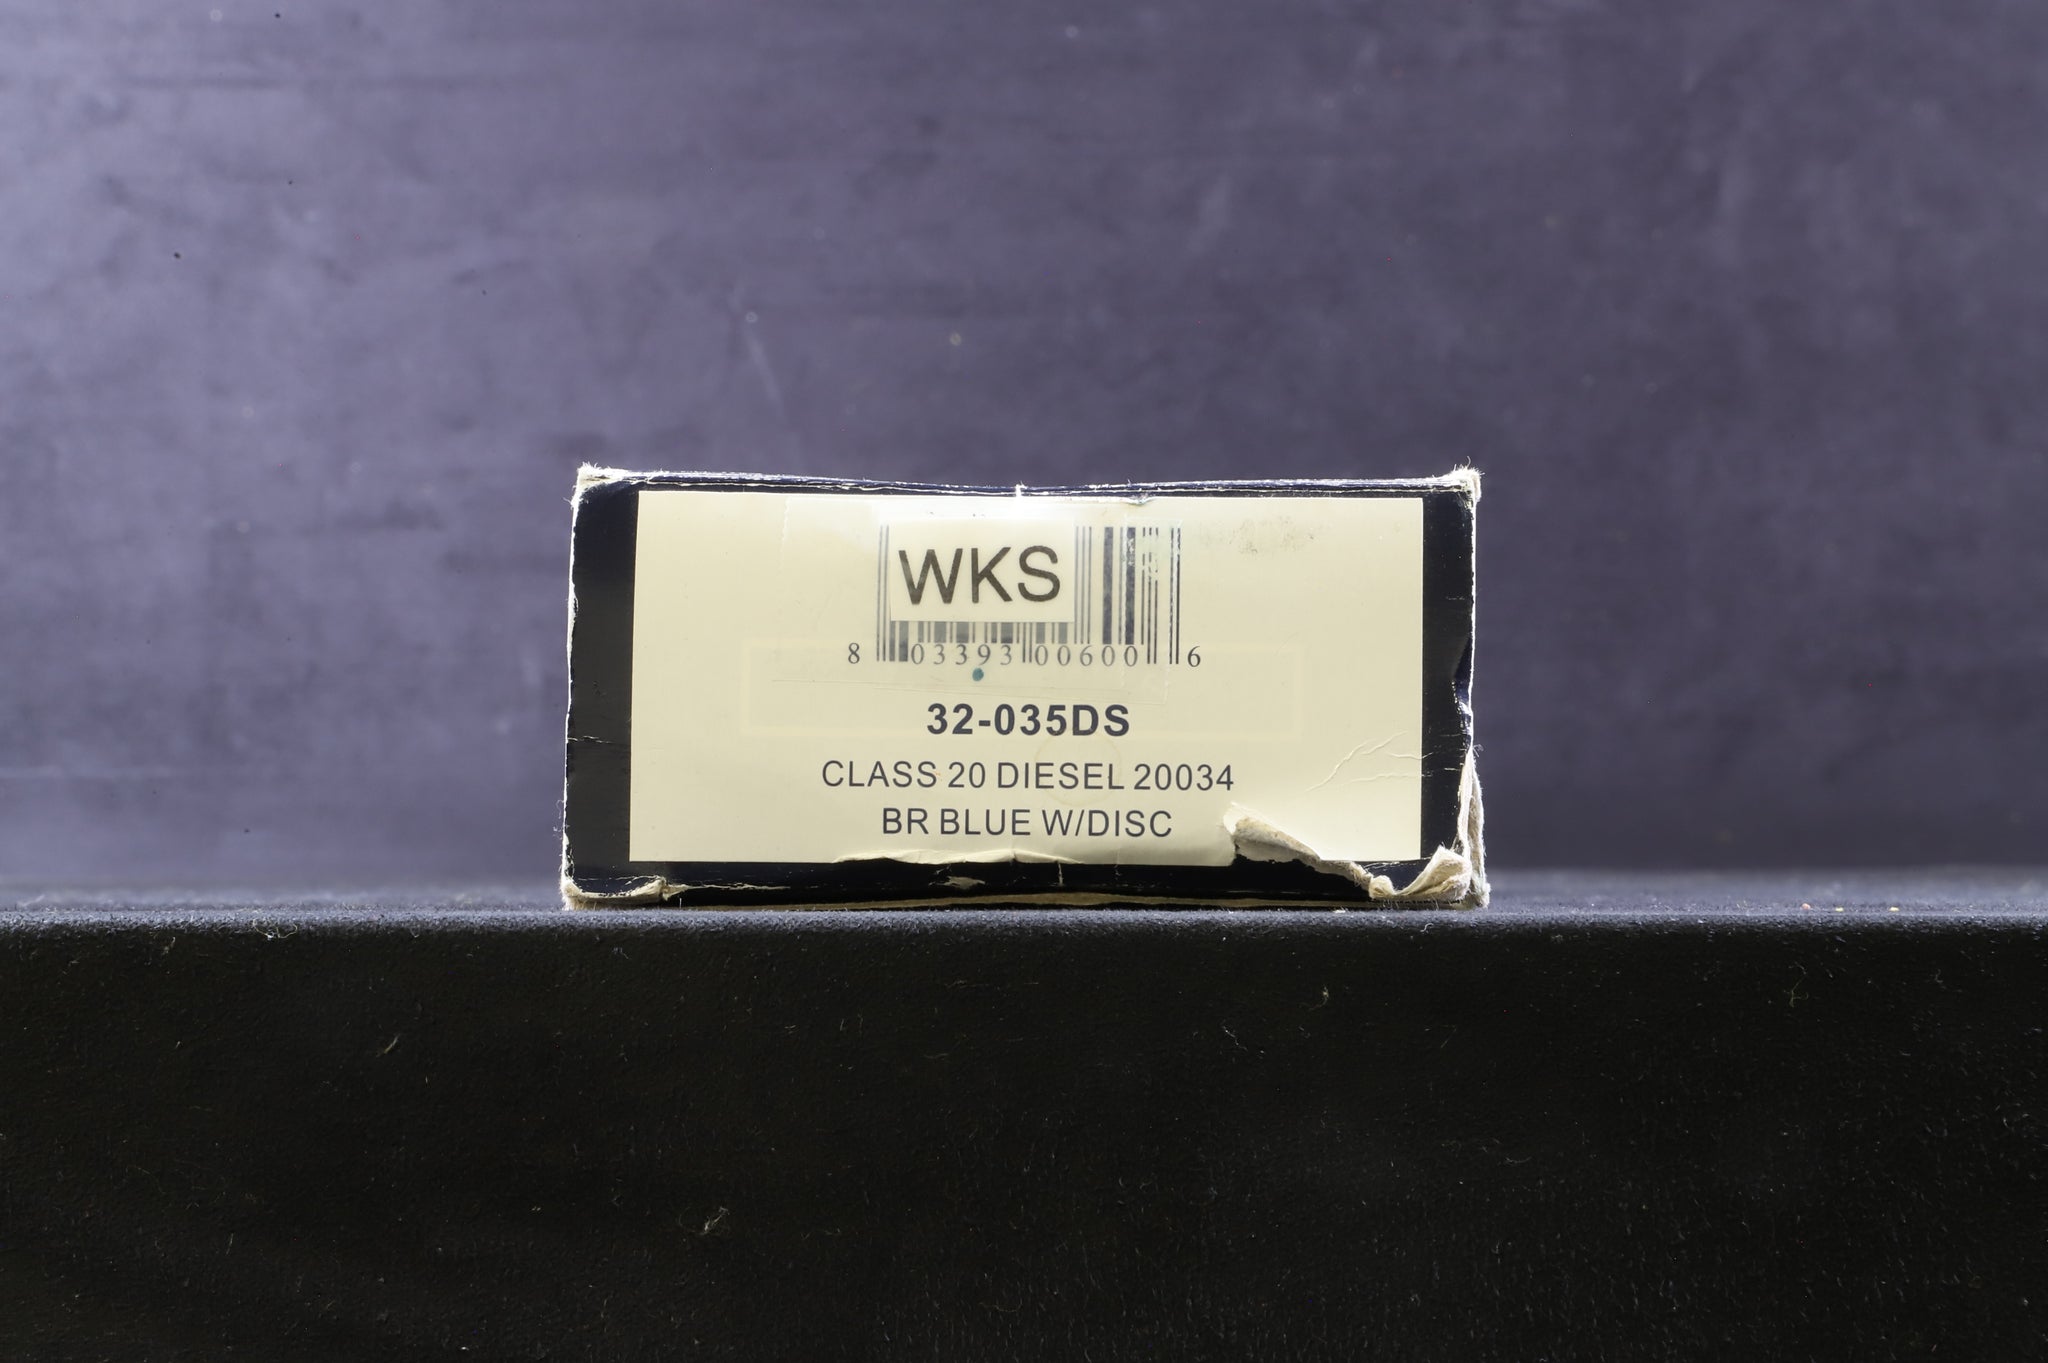 WKS
8 03393 00600 6
32-035DS
CLASS 20 DIESEL 20034
BR BLUE W/DISC